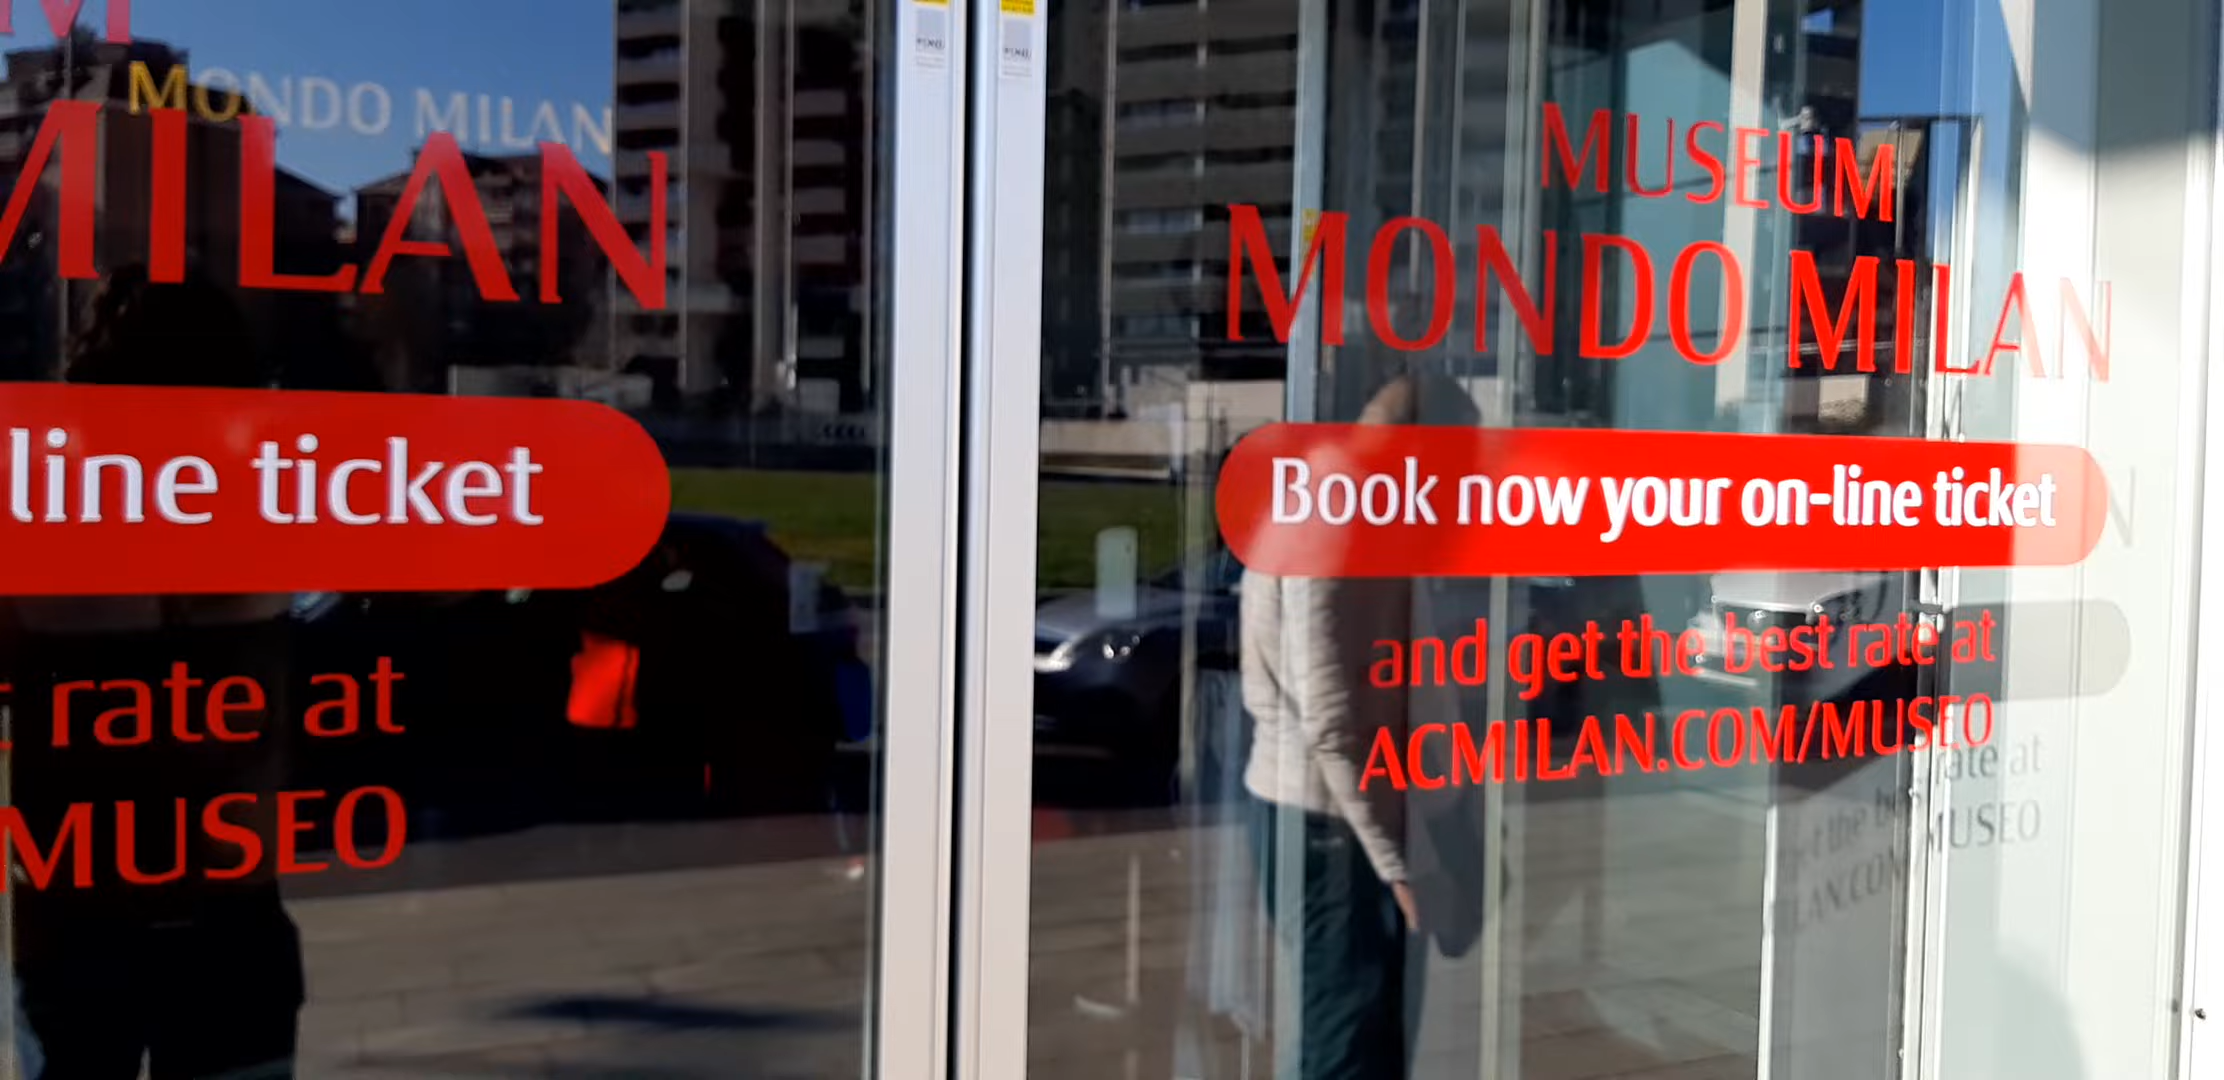 M
MONDO MILAN
MILAN
line ticket
rate at
MUSEO
MUSEUM
MONDO MILAN
Book now your on-line ticket
and get the best rate at
ACMILAN.COM/MUSEO